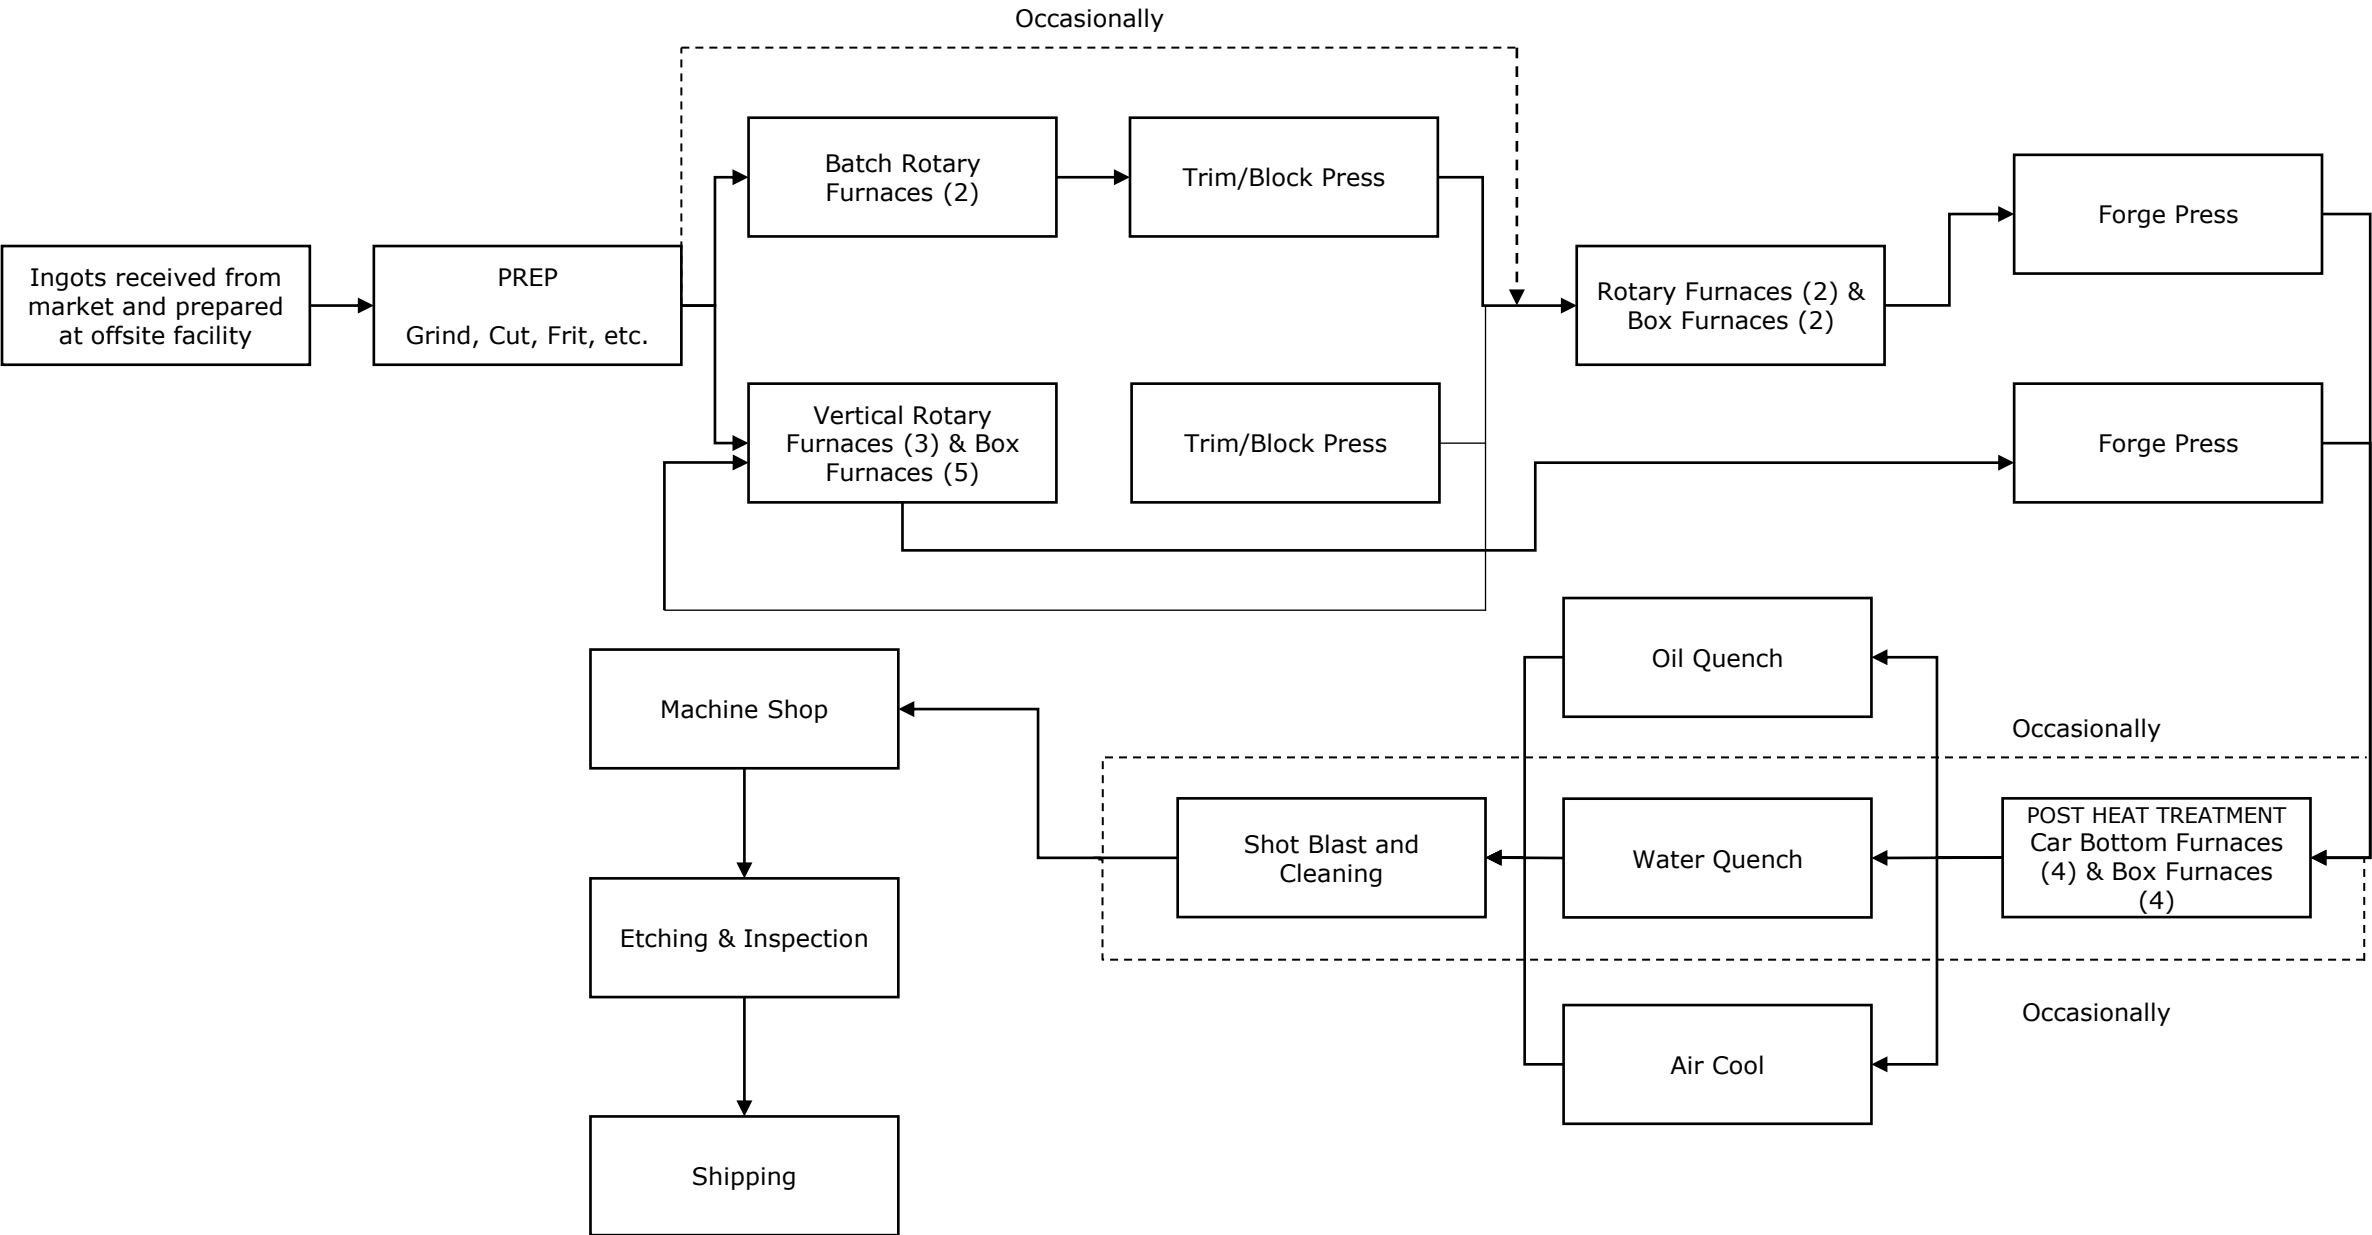 Occasionally
Batch Rotary
Furnaces (2)
Trim/Block Press
Forge Press
Ingots received from
market and prepared
at offsite facility
PREP
Grind, Cut, Frit, etc.
Rotary Furnaces (2) &
Box Furnaces (2)
Vertical Rotary
Furnaces (3) & Box
Furnaces (5)
Trim/Block Press
Forge Press
Oil Quench
Machine Shop
Occasionally
Shot Blast and
Cleaning
Water Quench
POST HEAT TREATMENT
Car Bottom Furnaces
(4) & Box Furnaces
(4)
Etching & Inspection
Occasionally
Air Cool
Shipping